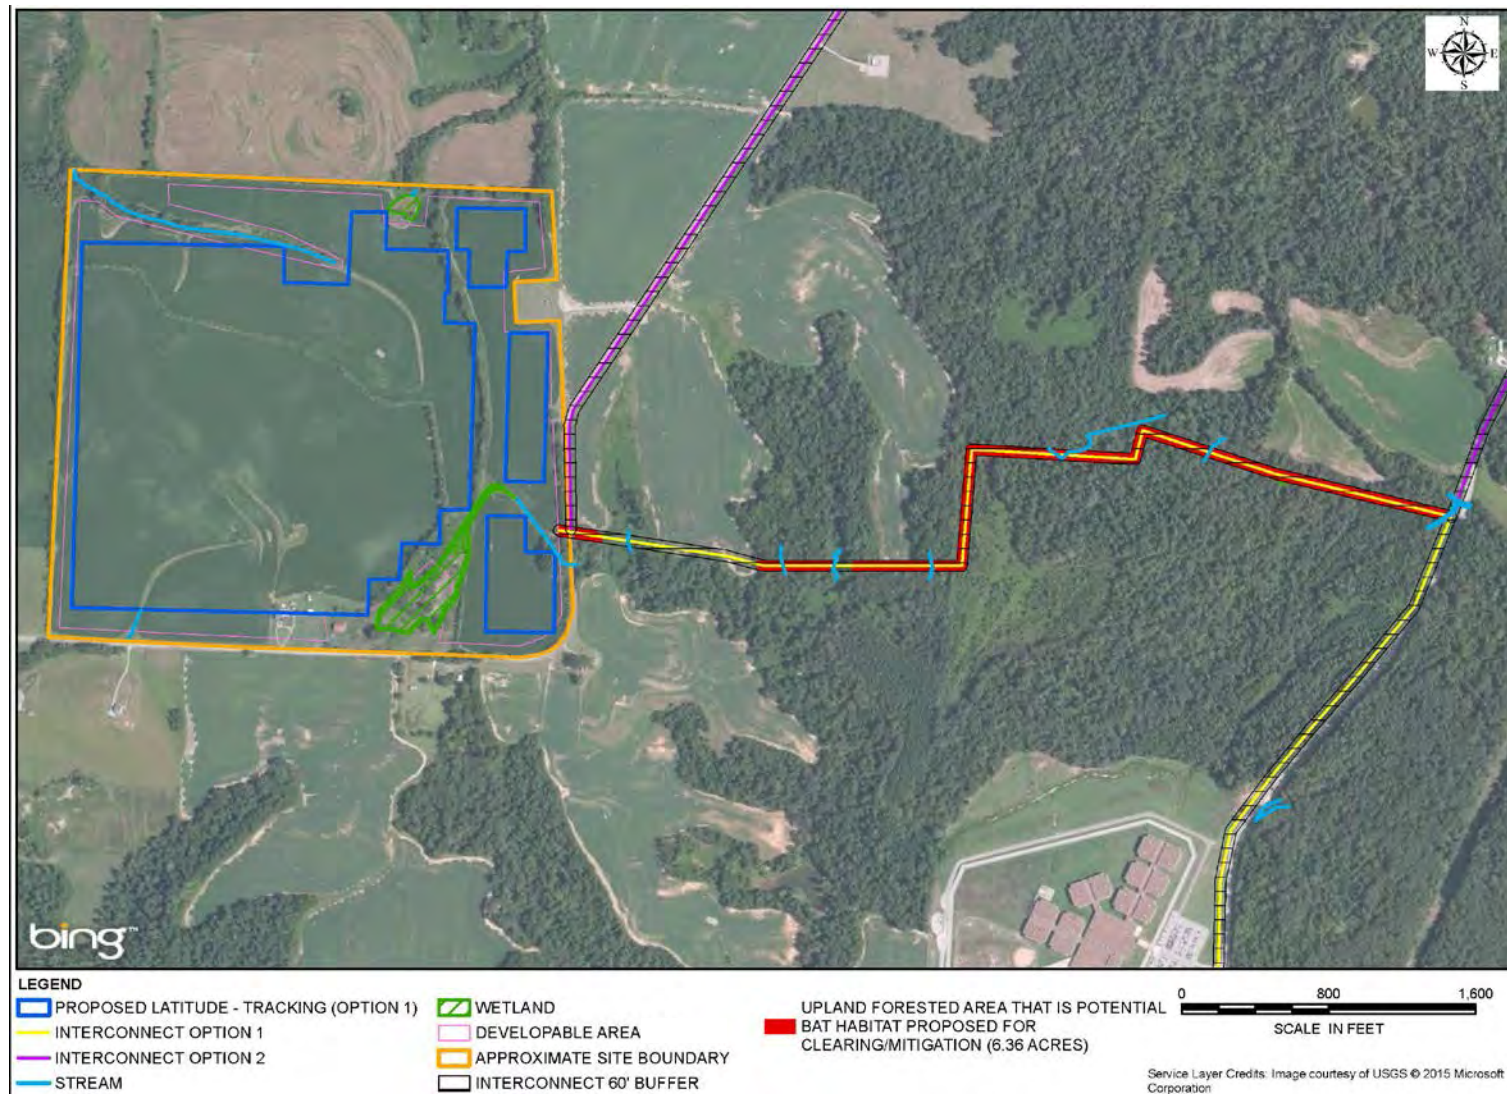 N
W E
S
bing™
LEGEND
PROPOSED LATITUDE - TRACKING (OPTION 1)
INTERCONNECT OPTION 1
INTERCONNECT OPTION 2
STREAM
WETLAND
DEVELOPABLE AREA
APPROXIMATE SITE BOUNDARY
INTERCONNECT 60' BUFFER
UPLAND FORESTED AREA THAT IS POTENTIAL
BAT HABITAT PROPOSED FOR
CLEARING/MITIGATION (6.36 ACRES)
0 800 1,600
SCALE IN FEET
Service Layer Credits: Image courtesy of USGS © 2015 Microsoft
Corporation